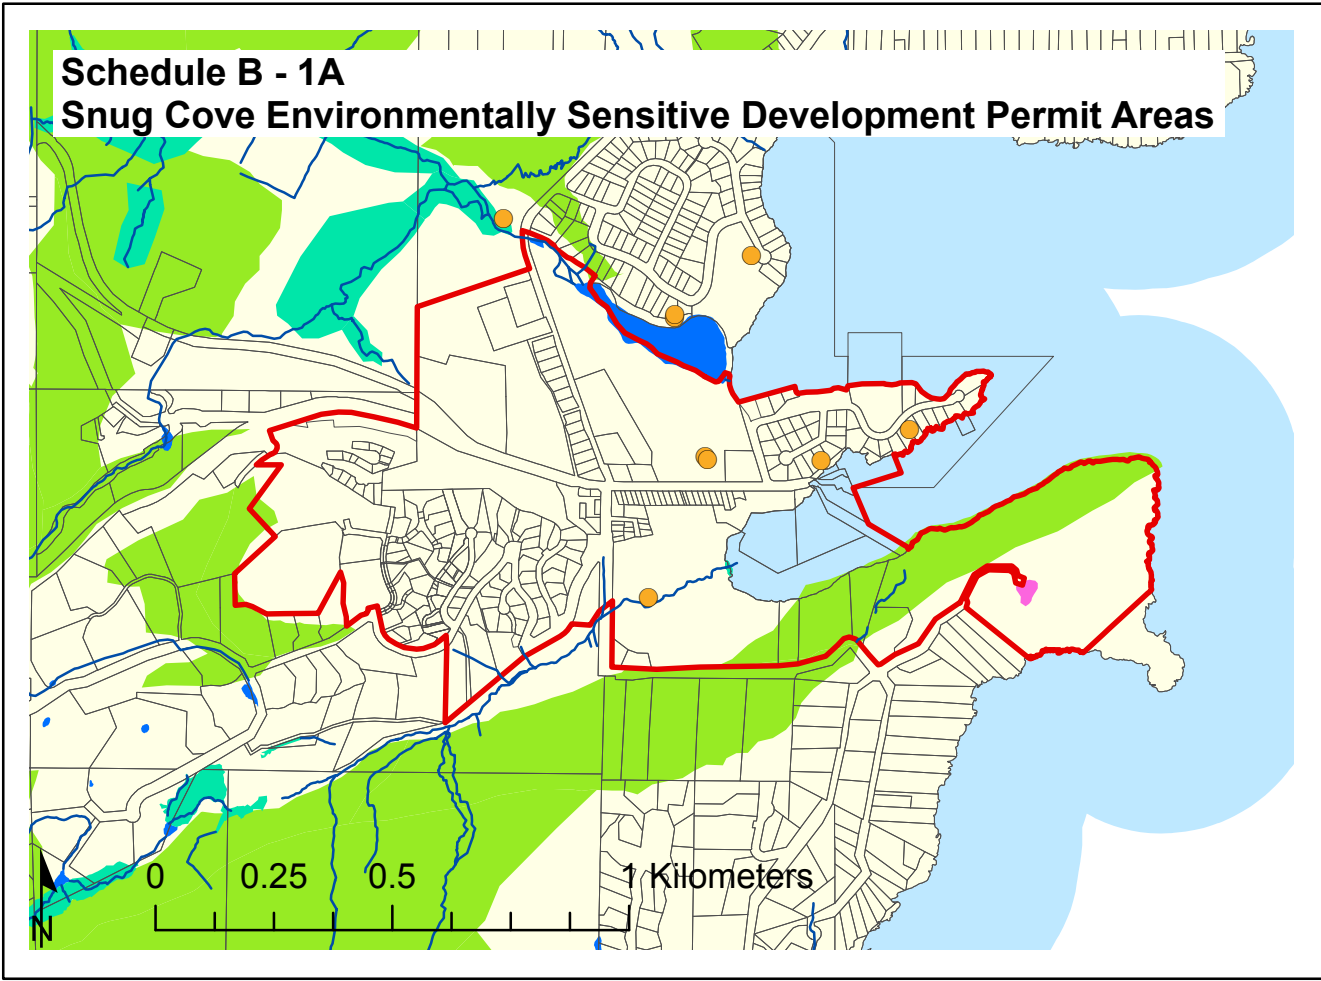 Schedule B - 1A
Snug Cove Environmentally Sensitive Development Permit Areas
0 0.25 0.5 1 Kilometers
N